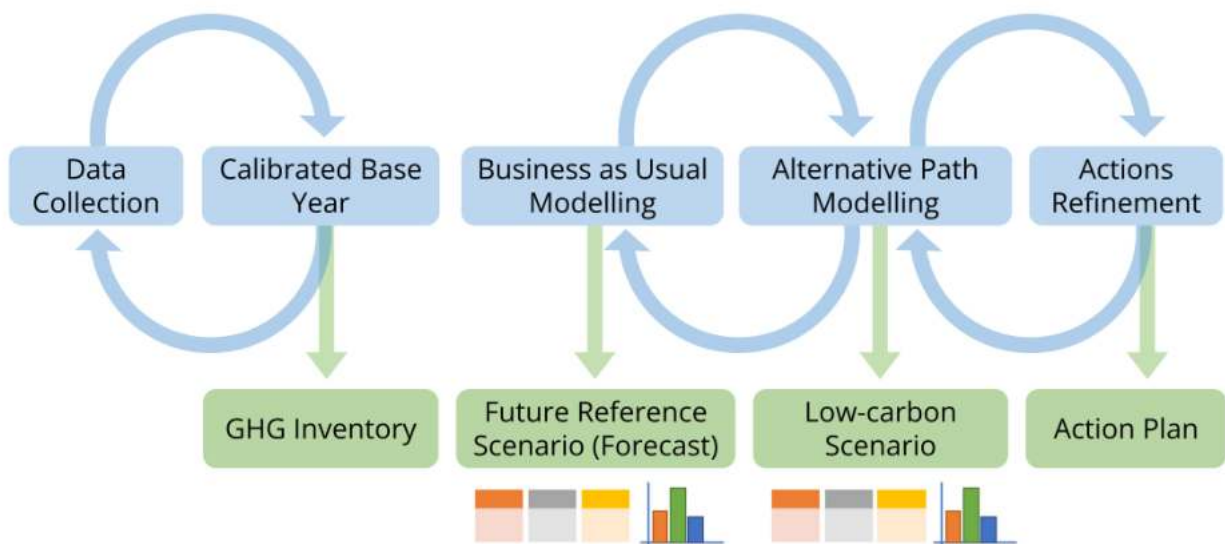 Data
Collection
Calibrated Base
Year
Business as Usual
Modelling
Alternative Path
Modelling
Actions
Refinement
GHG Inventory
Future Reference
Scenario (Forecast)
Low-carbon
Scenario
Action Plan